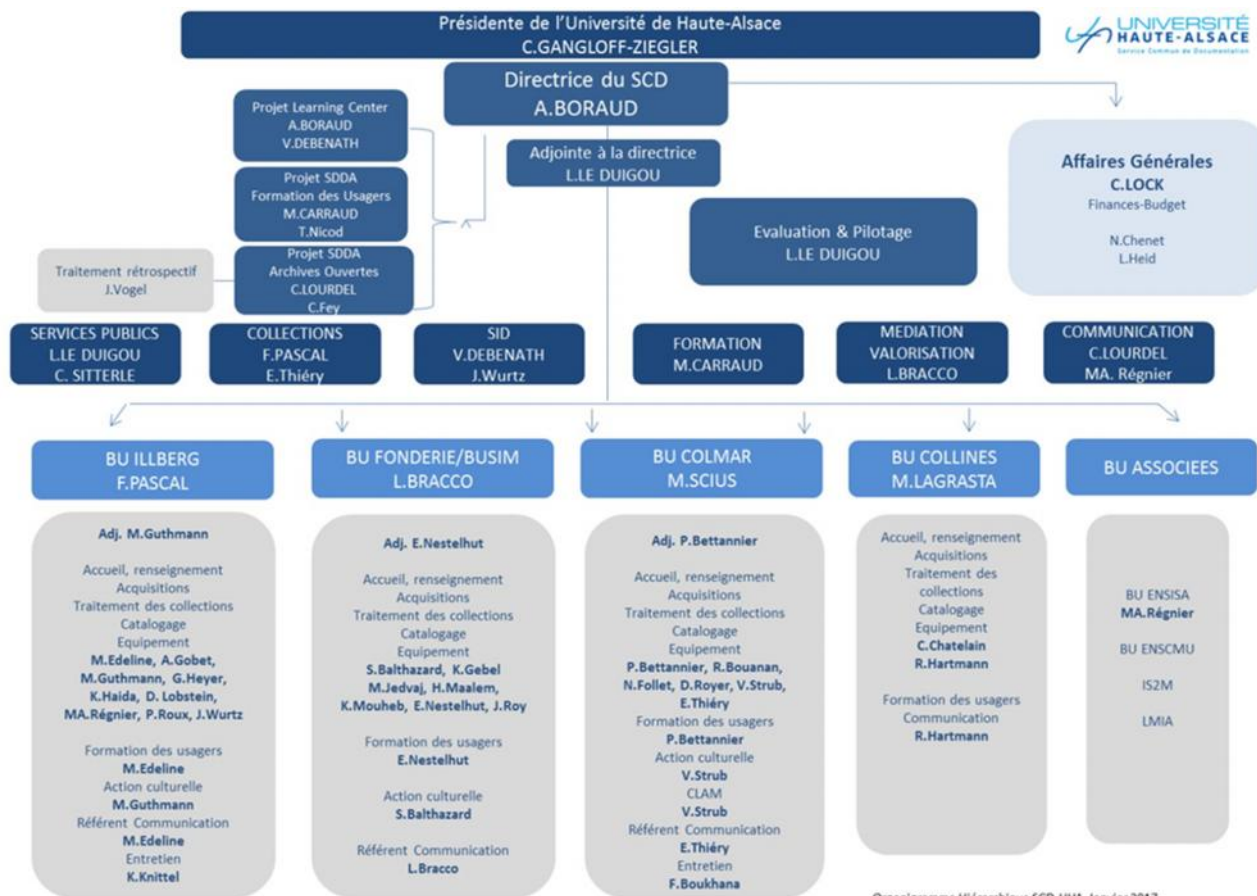 Présidente de l'Université de Haute-Alsace
C.GANGLOFF-ZIEGLER
UNIVERSITÉ
HAUTE-ALSACE
Service Commun de Documentation
Directrice du SCD
A.BORAUD
Projet Learning Center
A.BORAUD
V.DEBENATH
Adjointe à la directrice
L.LE DUIGOU
Affaires Générales
C.LOCK
Finances-Budget
N.Chenet
L.Heid
Projet SDDA
Formation des Usagers
M.CARRAUD
T.Nicod
Evaluation & Pilotage
L.LE DUIGOU
Traitement rétrospectif
J.Vogel
Projet SDDA
Archives Ouvertes
C.LOURDEL
C.Fey
SERVICES PUBLICS
L.LE DUIGOU
C. SITTERLE
COLLECTIONS
F.PASCAL
E.Thiéry
SID
V.DEBENATH
J.Wurtz
FORMATION
M.CARRAUD
MEDIATION
VALORISATION
L.BRACCO
COMMUNICATION
C.LOURDEL
MA. Régnier
BU ILLBERG
F.PASCAL
BU FONDERIE/BUSIM
L.BRACCO
BU COLMAR
M.SCIUS
BU COLLINES
M.LAGRASTA
BU ASSOCIEES
Adj. M.Guthmann
Accueil, renseignement
Acquisitions
Traitement des collections
Catalogage
Equipement
M.Edeline, A.Gobet,
M.Guthmann, G.Heyer,
K.Haida, D. Lobstein,
MA.Régnier, P.Roux, J.Wurtz
Formation des usagers
M.Edeline
Action culturelle
M.Guthmann
Référent Communication
M.Edeline
Entretien
K.Knittel
Adj. E.Nestelhut
Accueil, renseignement
Acquisitions
Traitement des collections
Catalogage
Equipement
S.Balthazard, K.Gebel
M.Jedvaj, H.Maalem,
K.Mouheb, E.Nestelhut, J.Roy
Formation des usagers
E.Nestelhut
Action culturelle
S.Balthazard
Référent Communication
L.Bracco
Adj. P.Bettannier
Accueil, renseignement
Acquisitions
Traitement des collections
Catalogage
Equipement
P.Bettannier, R.Bouanan,
N.Follet, D.Royer, V.Strub,
E.Thiéry
Formation des usagers
P.Bettannier
Action culturelle
V.Strub
CLAM
V.Strub
Référent Communication
E.Thiéry
Entretien
F.Boukhana
Accueil, renseignement
Acquisitions
Traitement des
collections
Catalogage
Equipement
C.Chatelain
R.Hartmann
Formation des usagers
Communication
R.Hartmann
BU ENSISA
MA.Régnier
BU ENSCMU
IS2M
LMIA
Organigramme Hiérarchique SCD UHA Janvier 2017